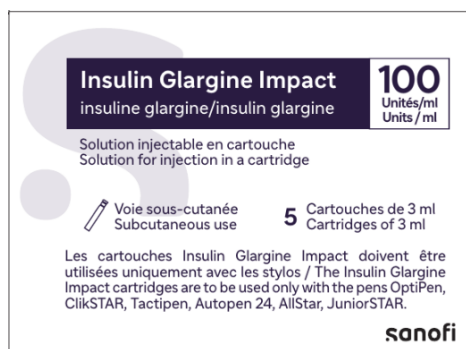 Insulin Glargine Impact
insuline glargine/insulin glargine
100
Unités/ml
Units / ml
Solution injectable en cartouche
Solution for injection in a cartridge
Voie sous-cutanée
Subcutaneous use
5 Cartouches de 3 ml
Cartridges of 3 ml
Les cartouches Insulin Glargine Impact doivent être
utilisées uniquement avec les stylos / The Insulin Glargine
Impact cartridges are to be used only with the pens OptiPen,
ClikSTAR, Tactipen, Autopen 24, AllStar, JuniorSTAR.
sanofi